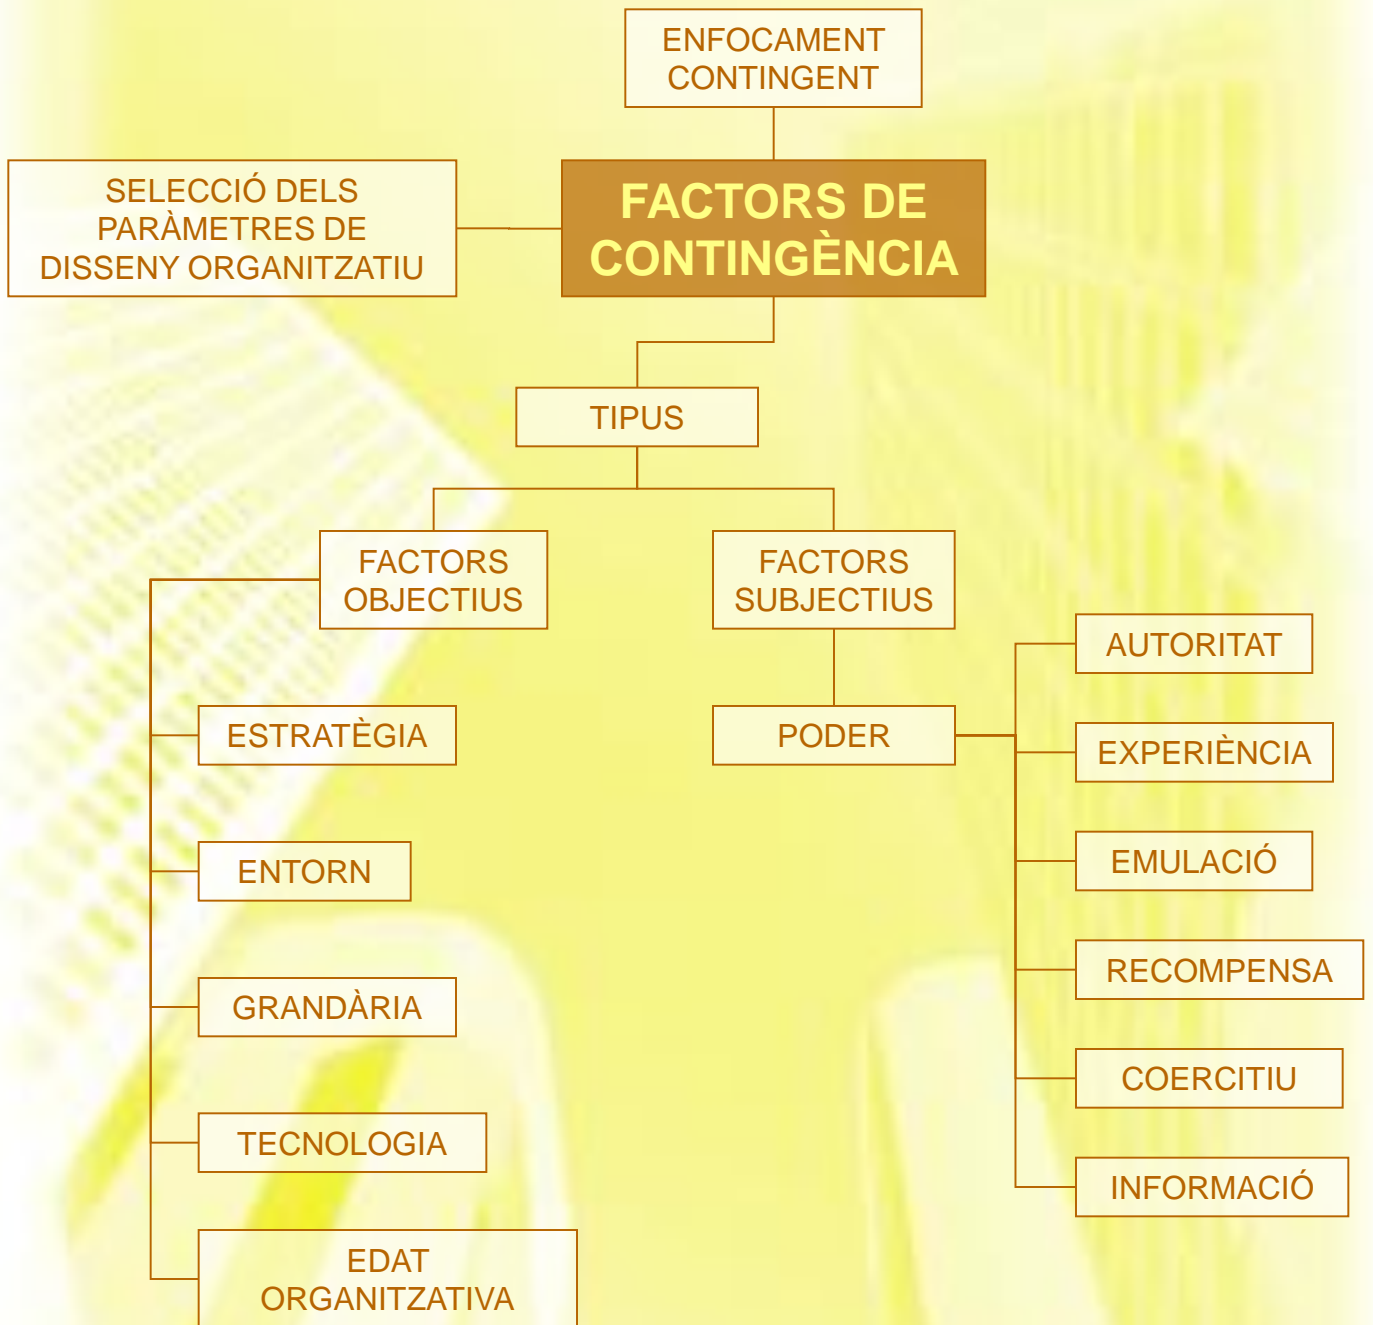 ENFOCAMENT
CONTINGENT
SELECCIÓ DELS
PARÀMETRES DE
DISSENY ORGANITZATIU
FACTORS DE
CONTINGÈNCIA
TIPUS
FACTORS
OBJECTIUS
FACTORS
SUBJECTIUS
ESTRATÈGIA
ENTORN
GRANDÀRIA
TECNOLOGIA
EDAT
ORGANITZATIVA
PODER
AUTORITAT
EXPERIÈNCIA
EMULACIÓ
RECOMPENSA
COERCITIU
INFORMACIÓ